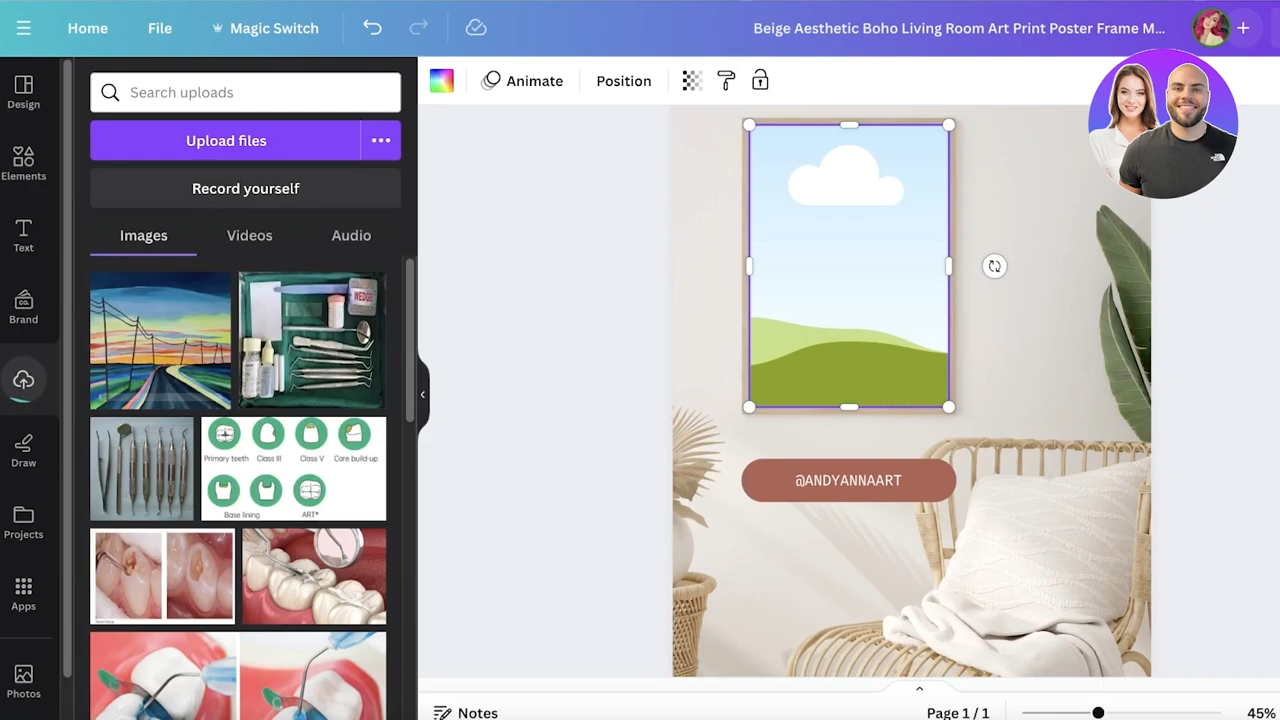 Home
File
Magic Switch
Beige Aesthetic Boho Living Room Art Print Poster Frame M...
Design
Elements
Text
Brand
Draw
Projects
Apps
Photos
Search uploads
Upload files
Record yourself
Images
Videos
Audio
WEDGE
Primary teeth
Class III
Class V
Core build-up
Base lining
ART*
Animate
Position
@ANDYANNAART
Notes
Page 1 / 1
45%